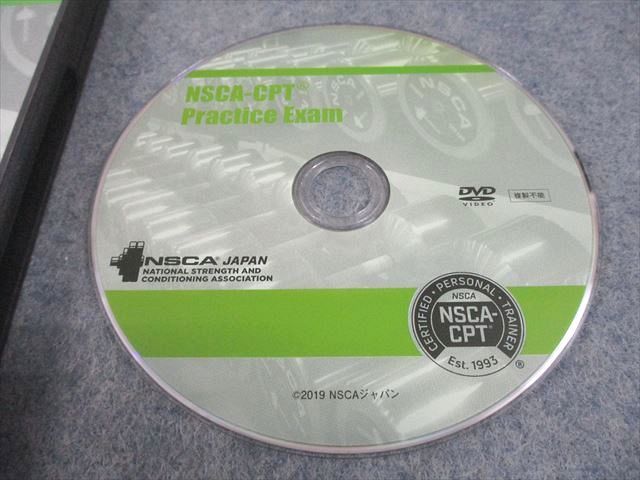 NSCA-CPT®
Practice Exam
NSCA
DVD
VIDEO
複製不能
NSCA JAPAN
NATIONAL STRENGTH AND
CONDITIONING ASSOCIATION
CERTIFIED • PERSONAL • TRAINER
NSCA
NSCA-
CPT®
Est. 1993
®
©2019 NSCAジャパン